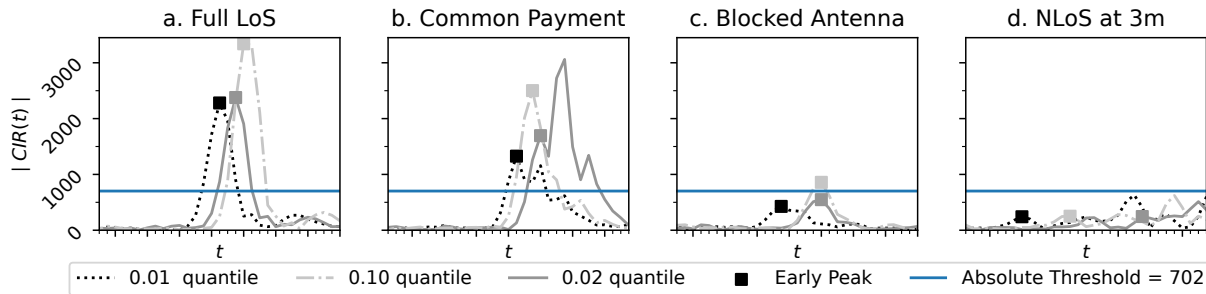 a. Full LoS
b. Common Payment
c. Blocked Antenna
d. NLoS at 3m
| CIR(t) |
3000
2000
1000
0
t
t
t
t
0.01 quantile
0.10 quantile
0.02 quantile
Early Peak
Absolute Threshold = 702